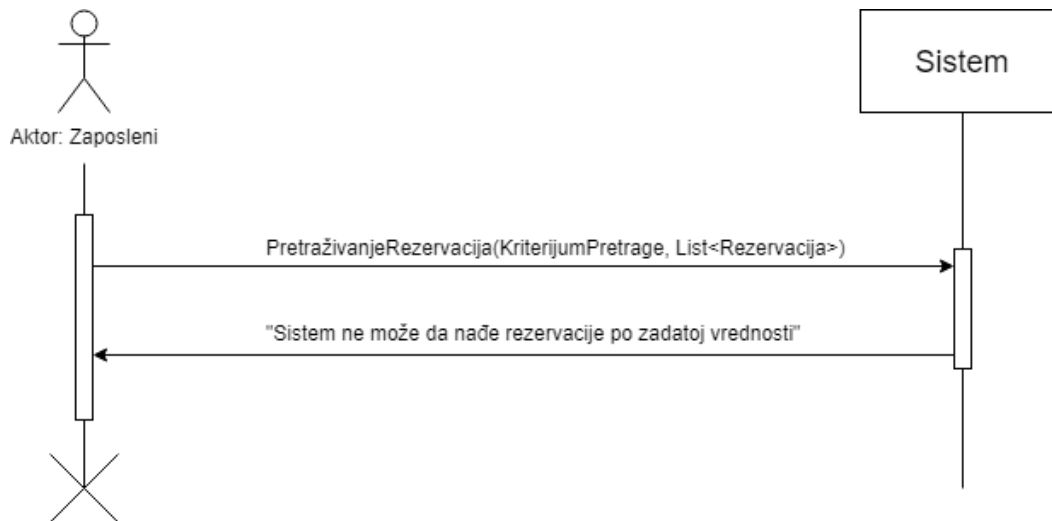 Sistem
Aktor: Zaposleni
PretraživanjeRezervacija(KriterijumPretrage, List<Rezervacija>)
"Sistem ne može da nađe rezervacije po zadatoj vrednosti"